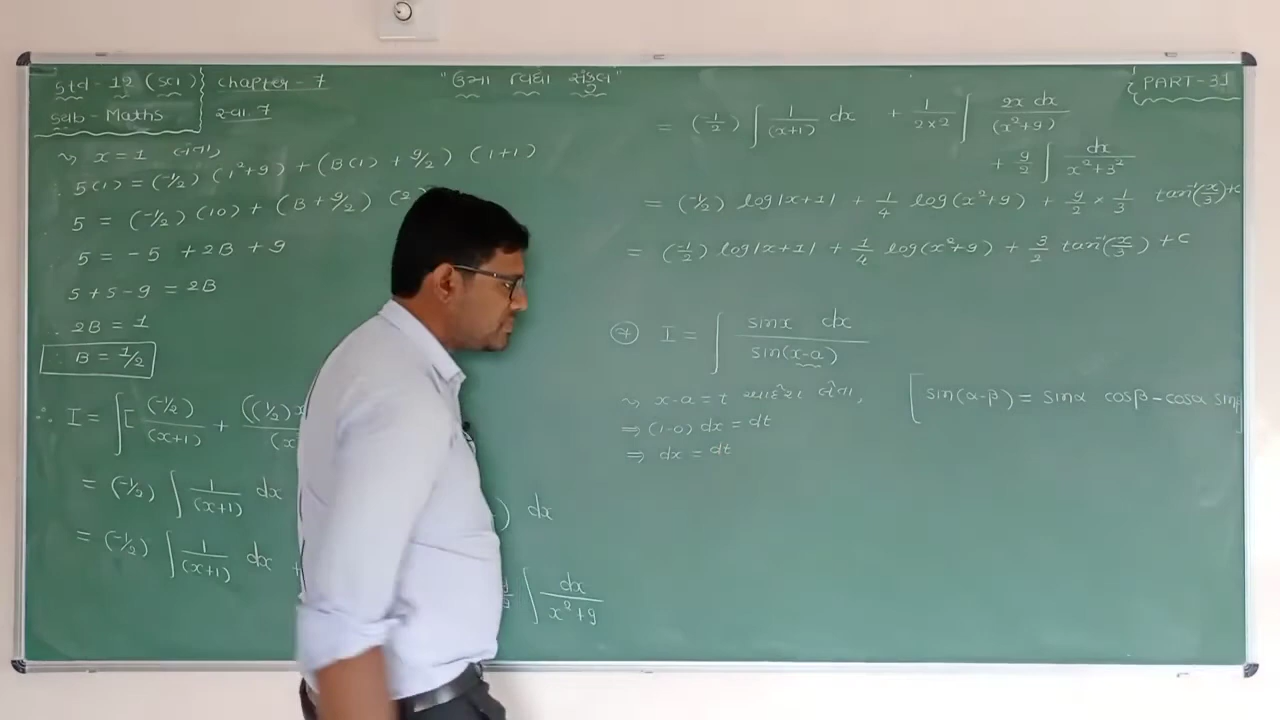 Std - 12 (Sci)
Sub - Maths
chapter - 7
સ્વા. 7
PART-31
x = 1 લેતા,
∴ 5(1) = (-1/2) (1²+9) + (B(1) + 9/2) (1+1)
5 = (-1/2) (10) + (B + 9/2) (2)
5 = -5 + 2B + 9
5+5-9 = 2B
∴ 2B = 1
∴ B = 1/2
∴ I = ∫[ (-1/2)/(x+1) + ((1/2)x
= (-1/2) ∫ 1/(x+1) dx ) dx
= (-1/2) ∫ 1/(x+1) dx + ∫ dx/(x²+9)
= (-1/2) ∫ 1/(x+1) dx + 1/(2×2) ∫ 2x dx/(x²+9)
+ 9/2 ∫ dx/(x²+3²)
= (-1/2) log|x+1| + 1/4 log(x²+9) + 9/2 × 1/3 tan⁻¹(x/3)+c
= (-1/2) log|x+1| + 1/4 log(x²+9) + 3/2 tan⁻¹(x/3) + c
⑦ I = ∫ sinx dx / sin(x-a)
x-a = t આદેશ લેતા,
[sin(α-β) = sinα cosβ - cosα sinβ]
⇒ (1-0) dx = dt
⇒ dx = dt